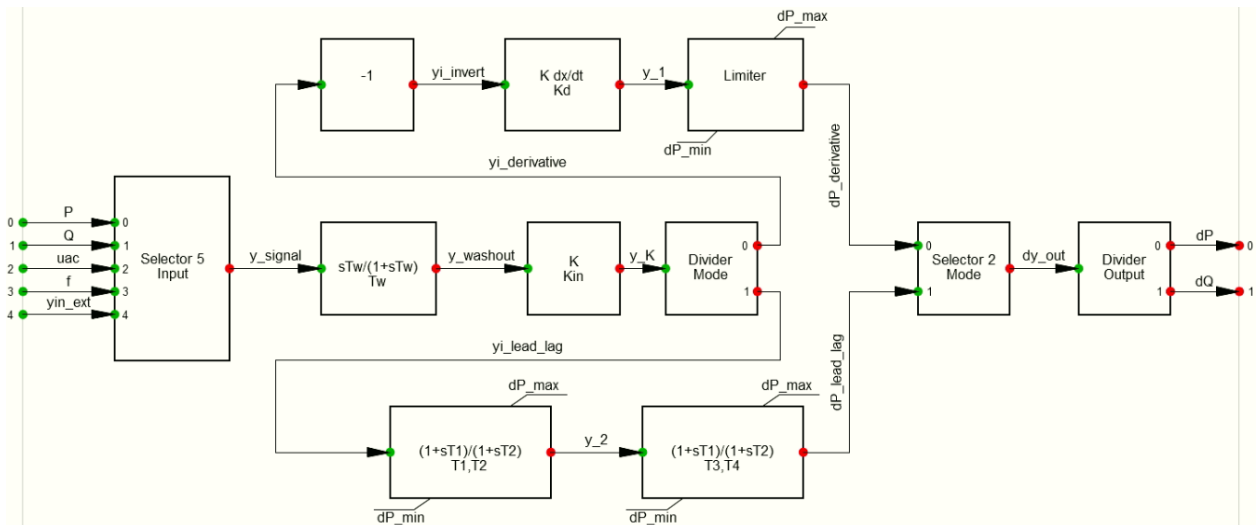 dP_max
-1
yi_invert
K dx/dt
Kd
y_1
Limiter
dP_min
yi_derivative
dP_derivative
0
P
0
1
Q
1
2
uac
2
3
f
3
4
yin_ext
4
Selector 5
Input
y_signal
sTw/(1+sTw)
Tw
y_washout
K
Kin
y_K
Divider
Mode
0
1
0
1
Selector 2
Mode
dy_out
Divider
Output
0
dP
0
1
dQ
1
yi_lead_lag
dP_lead_lag
dP_max
(1+sT1)/(1+sT2)
T1,T2
dP_min
y_2
dP_max
(1+sT1)/(1+sT2)
T3,T4
dP_min